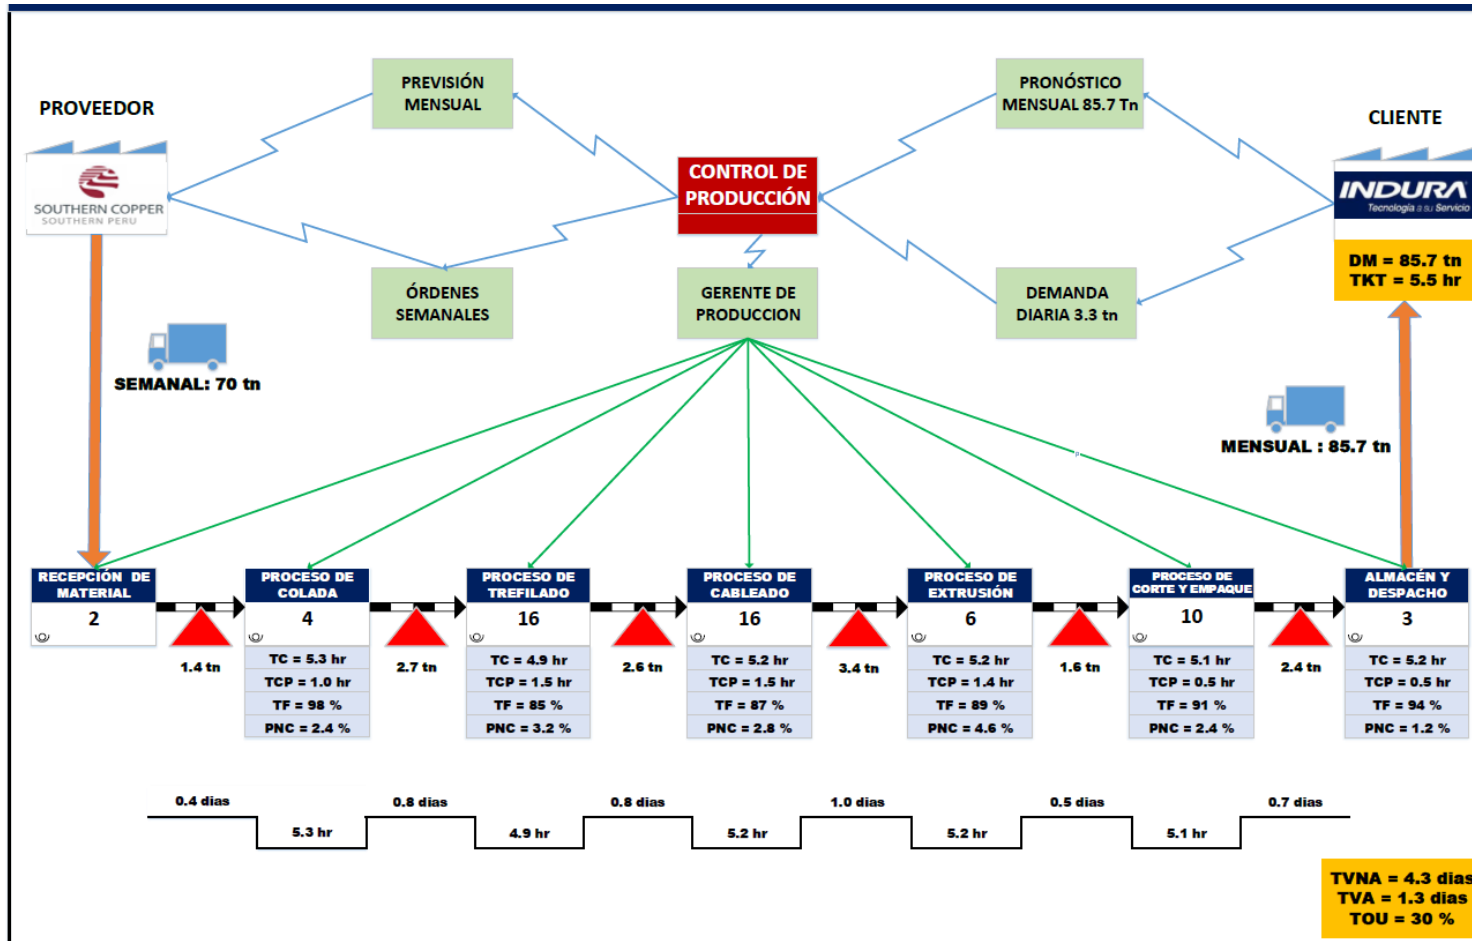 PROVEEDOR
PREVISIÓN
MENSUAL
PRONÓSTICO
MENSUAL 85.7 Tn
CLIENTE
SOUTHERN COPPER
SOUTHERN PERU
CONTROL DE
PRODUCCIÓN
INDURA
Tecnología a su Servicio
DM = 85.7 tn
TKT = 5.5 hr
ÓRDENES
SEMANALES
GERENTE DE
PRODUCCION
DEMANDA
DIARIA 3.3 tn
SEMANAL: 70 tn
MENSUAL : 85.7 tn
RECEPCIÓN DE
MATERIAL
2
PROCESO DE
COLADA
4
TC = 5.3 hr
TCP = 1.0 hr
TF = 98 %
PNC = 2.4 %
PROCESO DE
TREFILADO
16
TC = 4.9 hr
TCP = 1.5 hr
TF = 85 %
PNC = 3.2 %
PROCESO DE
CABLEADO
16
TC = 5.2 hr
TCP = 1.5 hr
TF = 87 %
PNC = 2.8 %
PROCESO DE
EXTRUSIÓN
6
TC = 5.2 hr
TCP = 1.4 hr
TF = 89 %
PNC = 4.6 %
PROCESO DE
CORTE Y EMPAQUE
10
TC = 5.1 hr
TCP = 0.5 hr
TF = 91 %
PNC = 2.4 %
ALMACÉN Y
DESPACHO
3
TC = 5.2 hr
TCP = 0.5 hr
TF = 94 %
PNC = 1.2 %
1.4 tn
2.7 tn
2.6 tn
3.4 tn
1.6 tn
2.4 tn
0.4 dias
0.8 dias
0.8 dias
1.0 dias
0.5 dias
0.7 dias
5.3 hr
4.9 hr
5.2 hr
5.2 hr
5.1 hr
TVNA = 4.3 dias
TVA = 1.3 dias
TOU = 30 %